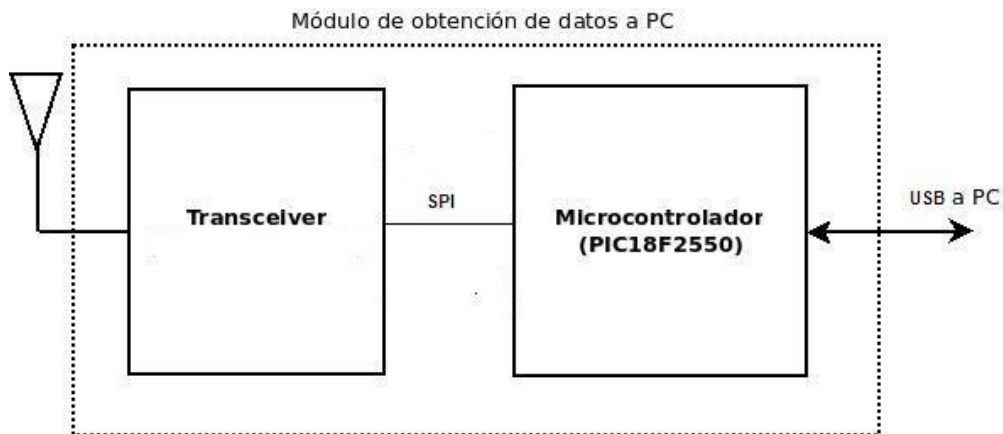 Módulo de obtención de datos a PC
Transceiver
SPI
Microcontrolador
(PIC18F2550)
USB a PC